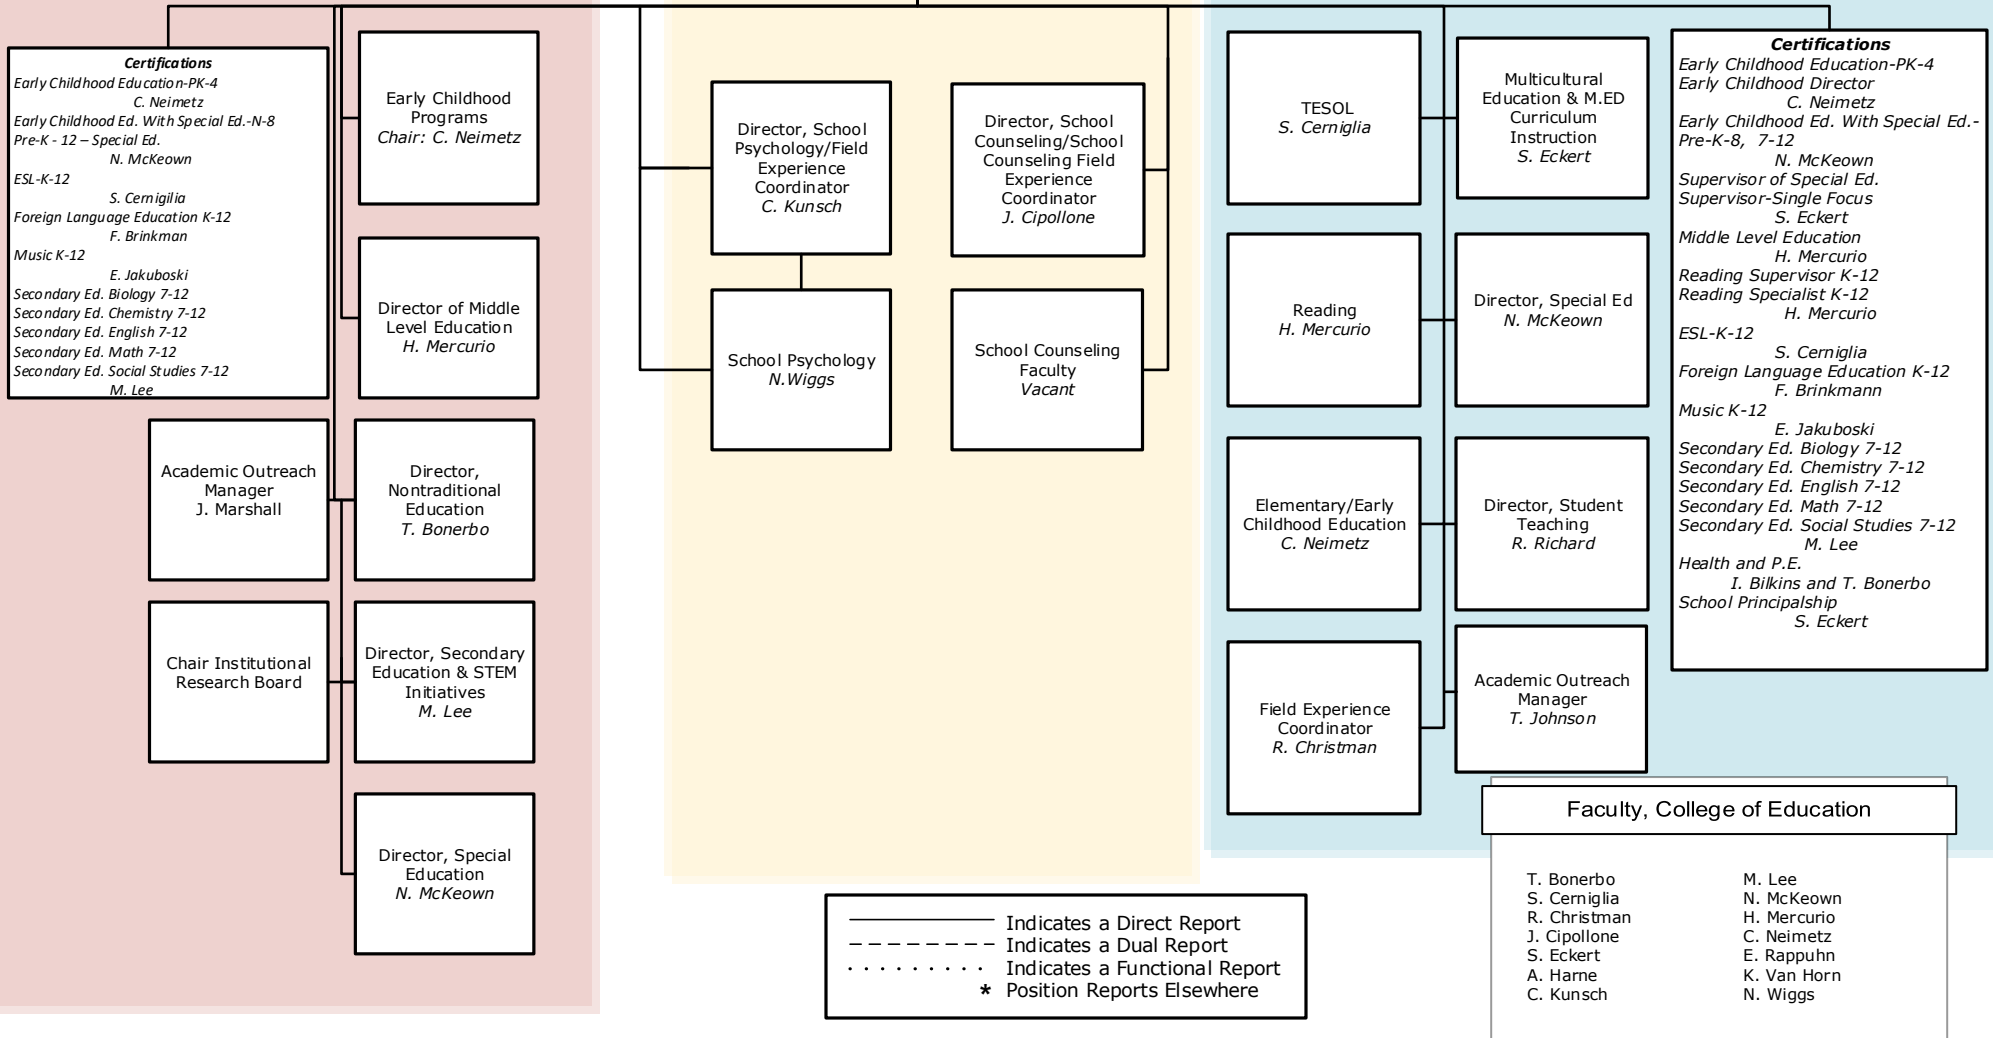 Certifications
Early Childhood Education-PK-4
C. Neimetz
Early Childhood Ed. With Special Ed.-N-8
Pre-K - 12 – Special Ed.
N. McKeown
ESL-K-12
S. Cernigilia
Foreign Language Education K-12
F. Brinkman
Music K-12
E. Jakuboski
Secondary Ed. Biology 7-12
Secondary Ed. Chemistry 7-12
Secondary Ed. English 7-12
Secondary Ed. Math 7-12
Secondary Ed. Social Studies 7-12
M. Lee
Early Childhood
Programs
Chair: C. Neimetz
Director of Middle
Level Education
H. Mercurio
Academic Outreach
Manager
J. Marshall
Director,
Nontraditional
Education
T. Bonerbo
Chair Institutional
Research Board
Director, Secondary
Education & STEM
Initiatives
M. Lee
Director, Special
Education
N. McKeown
Director, School
Psychology/Field
Experience
Coordinator
C. Kunsch
Director, School
Counseling/School
Counseling Field
Experience
Coordinator
J. Cipollone
School Psychology
N.Wiggs
School Counseling
Faculty
Vacant
TESOL
S. Cerniglia
Multicultural
Education & M.ED
Curriculum
Instruction
S. Eckert
Reading
H. Mercurio
Director, Special Ed
N. McKeown
Elementary/Early
Childhood Education
C. Neimetz
Director, Student
Teaching
R. Richard
Field Experience
Coordinator
R. Christman
Academic Outreach
Manager
T. Johnson
Certifications
Early Childhood Education-PK-4
Early Childhood Director
C. Neimetz
Early Childhood Ed. With Special Ed.-
Pre-K-8, 7-12
N. McKeown
Supervisor of Special Ed.
Supervisor-Single Focus
S. Eckert
Middle Level Education
H. Mercurio
Reading Supervisor K-12
Reading Specialist K-12
H. Mercurio
ESL-K-12
S. Cerniglia
Foreign Language Education K-12
F. Brinkmann
Music K-12
E. Jakuboski
Secondary Ed. Biology 7-12
Secondary Ed. Chemistry 7-12
Secondary Ed. English 7-12
Secondary Ed. Math 7-12
Secondary Ed. Social Studies 7-12
M. Lee
Health and P.E.
I. Bilkins and T. Bonerbo
School Principalship
S. Eckert
Indicates a Direct Report
Indicates a Dual Report
Indicates a Functional Report
* Position Reports Elsewhere
Faculty, College of Education
T. Bonerbo
S. Cerniglia
R. Christman
J. Cipollone
S. Eckert
A. Harne
C. Kunsch
M. Lee
N. McKeown
H. Mercurio
C. Neimetz
E. Rappuhn
K. Van Horn
N. Wiggs